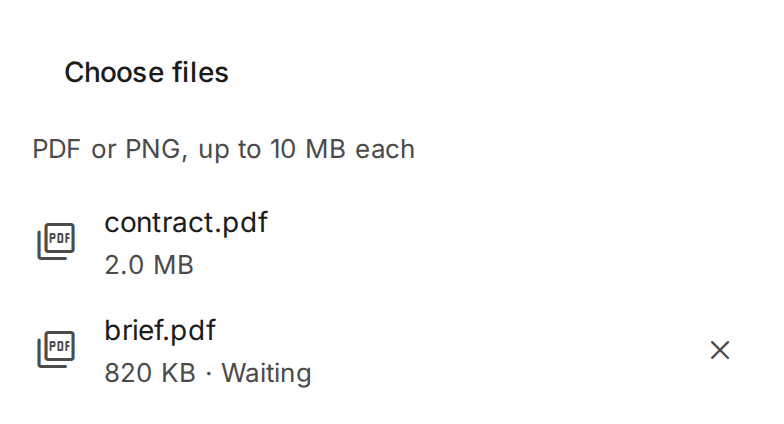 Choose files
PDF or PNG, up to 10 MB each
PDF
contract.pdf
2.0 MB
PDF
brief.pdf
820 KB · Waiting